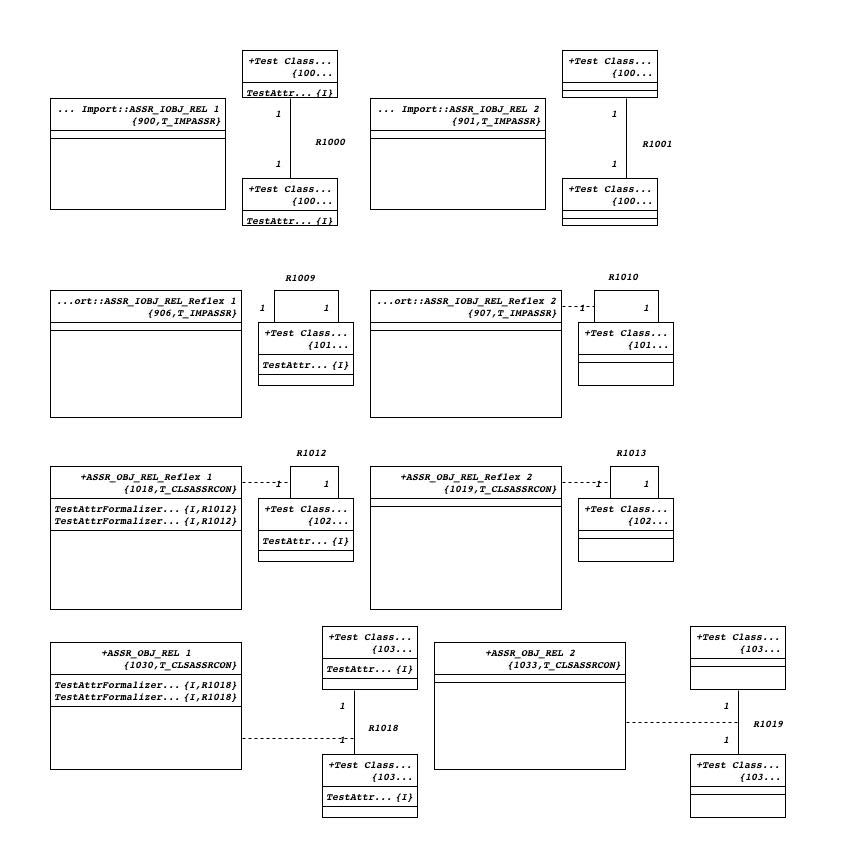 +Test Class...
{100...
TestAttr... {I}
+Test Class...
{100...
... Import::ASSR_IOBJ_REL 1
{900,T_IMPASSR}
1
R1000
1
... Import::ASSR_IOBJ_REL 2
{901,T_IMPASSR}
1
R1001
1
+Test Class...
{100...
TestAttr... {I}
+Test Class...
{100...
R1009
R1010
...ort::ASSR_IOBJ_REL_Reflex 1
{906,T_IMPASSR}
1
1
...ort::ASSR_IOBJ_REL_Reflex 2
{907,T_IMPASSR}
1
1
+Test Class...
{101...
TestAttr... {I}
+Test Class...
{101...
R1012
R1013
+ASSR_OBJ_REL_Reflex 1
{1018,T_CLSASSRCON}
TestAttrFormalizer... {I,R1012}
TestAttrFormalizer... {I,R1012}
1
1
+Test Class...
{102...
TestAttr... {I}
+ASSR_OBJ_REL_Reflex 2
{1019,T_CLSASSRCON}
1
1
+Test Class...
{102...
+ASSR_OBJ_REL 1
{1030,T_CLSASSRCON}
TestAttrFormalizer... {I,R1018}
TestAttrFormalizer... {I,R1018}
+Test Class...
{103...
TestAttr... {I}
1
R1018
1
+Test Class...
{103...
TestAttr... {I}
+ASSR_OBJ_REL 2
{1033,T_CLSASSRCON}
+Test Class...
{103...
1
R1019
1
+Test Class...
{103...